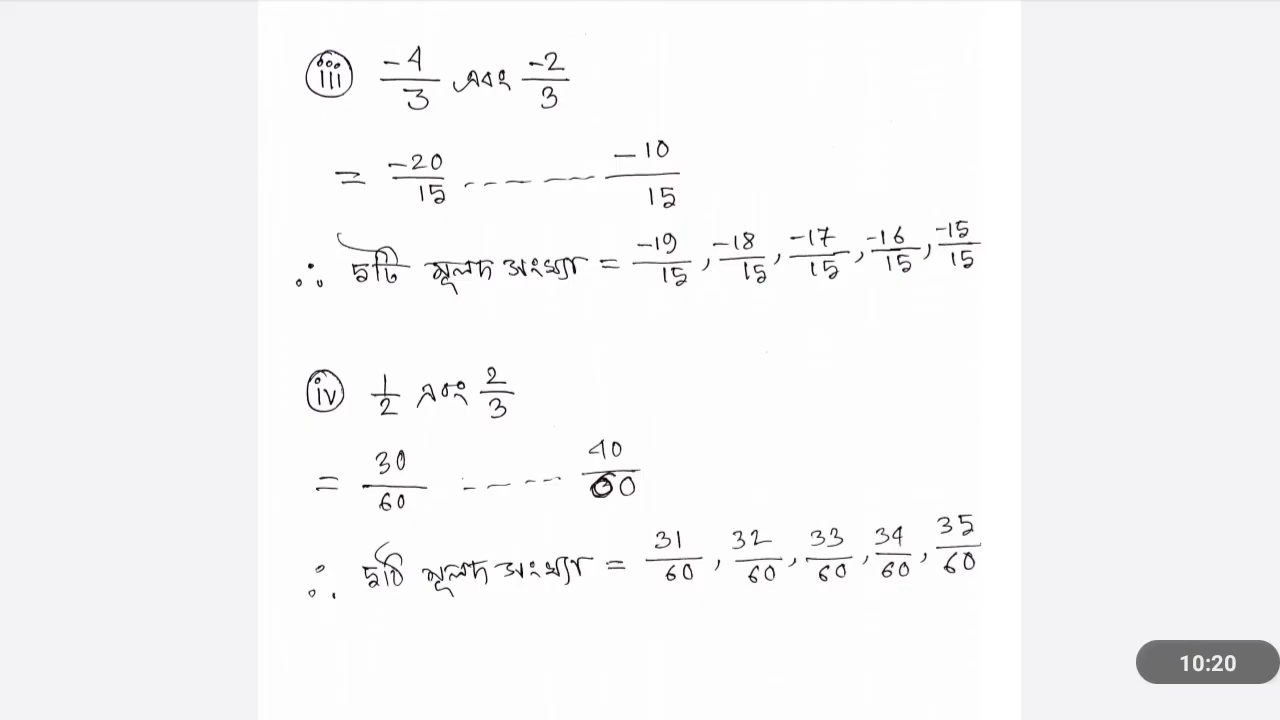 (iii) -4/3 এবং -2/3
= -20/15 ------- -10/15
∴ ছটি মূলদ সংখ্যা = -19/15, -18/15, -17/15, -16/15, -15/15
(iv) 1/2 এবং 2/3
= 30/60 ----- 40/60
∴ ছটি মূলদ সংখ্যা = 31/60, 32/60, 33/60, 34/60, 35/60
10:20